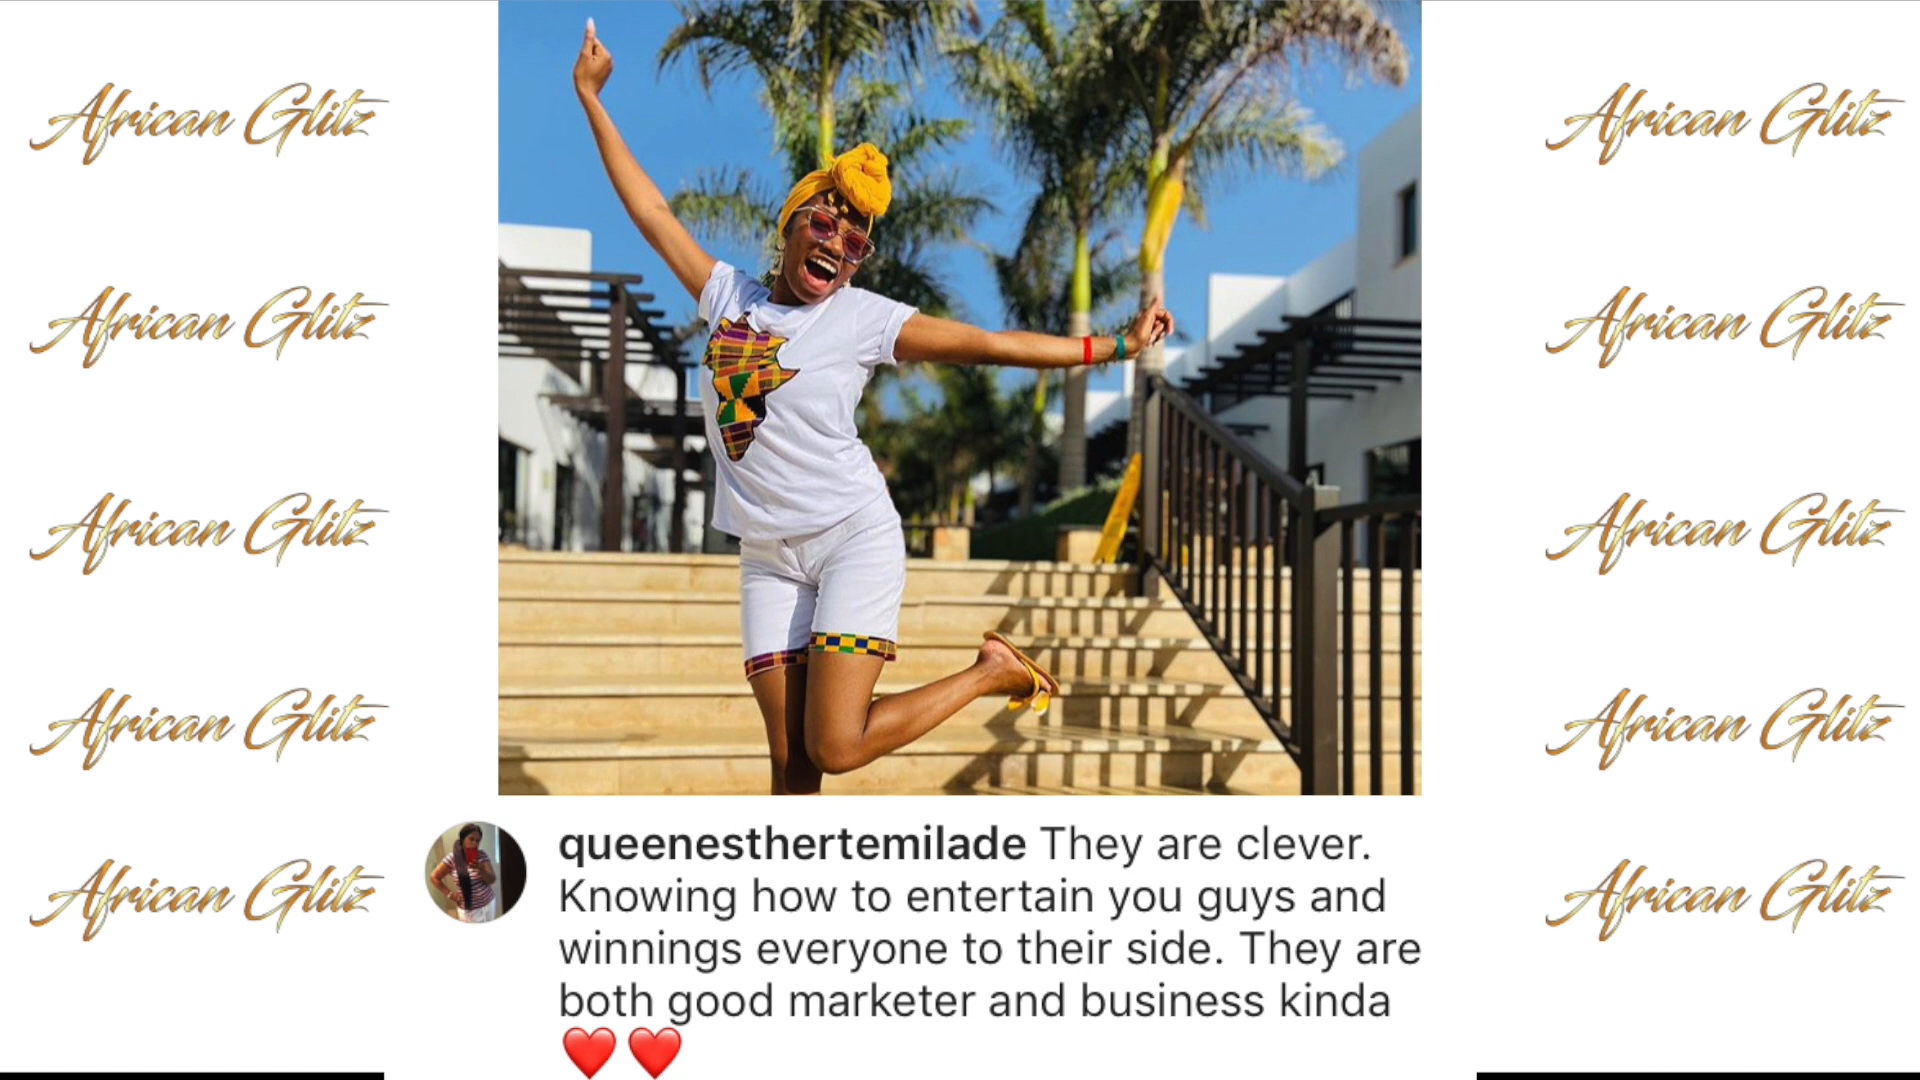 African Glitz
African Glitz
African Glitz
African Glitz
African Glitz
African Glitz
African Glitz
African Glitz
African Glitz
African Glitz
queenesthertemilade They are clever.
Knowing how to entertain you guys and
winnings everyone to their side. They are
both good marketer and business kinda
❤️❤️